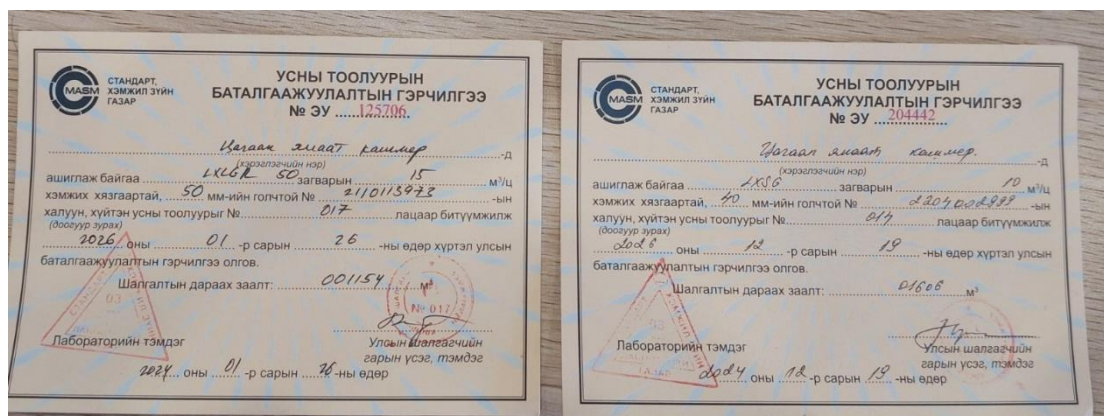 MASM
СТАНДАРТ,
ХЭМЖИЛ ЗҮЙН
ГАЗАР
УСНЫ ТООЛУУРЫН
БАТАЛГААЖУУЛАЛТЫН ГЭРЧИЛГЭЭ
№ ЭУ 125706
Цагаан ямаат кашмер -д
(хэрэглэгчийн нэр)
ашиглаж байгаа LXLGR 50 загварын 15 м³/ц
хэмжих хязгаартай, 50 мм-ийн голчтой № 2110113973 -ын
халуун, хүйтэн усны тоолуурыг № 017 лацаар битүүмжилж
(доогуур зурах)
2026 оны 01 -р сарын 26 -ны өдөр хүртэл улсын
баталгаажуулалтын гэрчилгээ олгов.
Шалгалтын дараах заалт: 001154 м³
№ 017
Лабораторийн тэмдэг
Улсын шалгагчийн
гарын үсэг, тэмдэг
2024 оны 01 -р сарын 26 -ны өдөр
MASM
СТАНДАРТ,
ХЭМЖИЛ ЗҮЙН
ГАЗАР
УСНЫ ТООЛУУРЫН
БАТАЛГААЖУУЛАЛТЫН ГЭРЧИЛГЭЭ
№ ЭУ 204442
Цагаан ямаат кашмер. -д
(хэрэглэгчийн нэр)
ашиглаж байгаа LXSG загварын 10 м³/ц
хэмжих хязгаартай, 40 мм-ийн голчтой № 2204002999 -ын
халуун, хүйтэн усны тоолуурыг № 017 лацаар битүүмжилж
(доогуур зурах)
2026 оны 12 -р сарын 19 -ны өдөр хүртэл улсын
баталгаажуулалтын гэрчилгээ олгов.
Шалгалтын дараах заалт: 01606 м³
Лабораторийн тэмдэг
Улсын шалгагчийн
гарын үсэг, тэмдэг
2024 оны 12 -р сарын 19 -ны өдөр